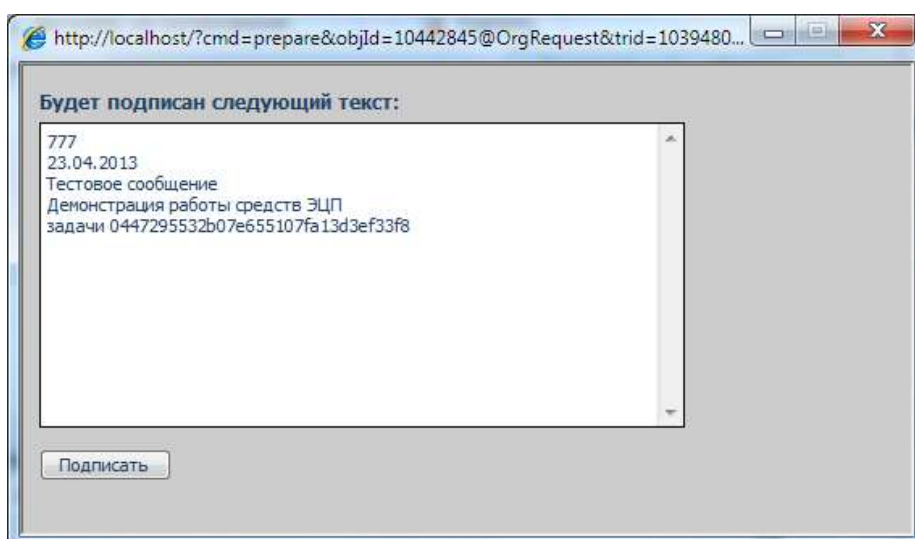 http://localhost/?cmd=prepare&objId=10442845@OrgRequest&trid=1039480...
Будет подписан следующий текст:
777
23.04.2013
Тестовое сообщение
Демонстрация работы средств ЭЦП
задачи 0447295532b07e655107fa13d3ef33f8
Подписать